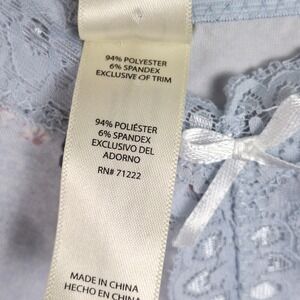 94% POLYESTER
6% SPANDEX
EXCLUSIVE OF TRIM
94% POLIÉSTER
6% SPANDEX
EXCLUSIVO DEL
ADORNO
RN# 71222
MADE IN CHINA
HECHO EN CHINA